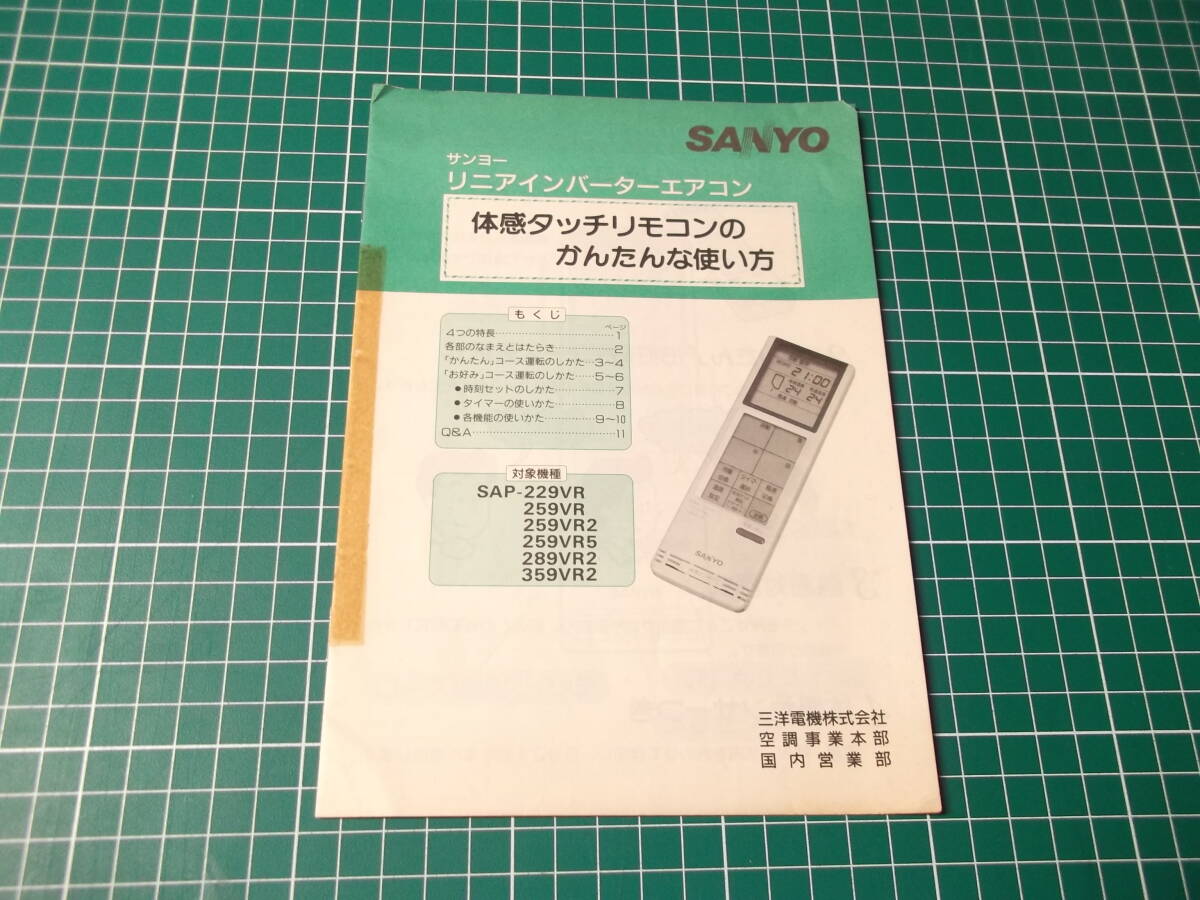 SANYO
サンヨー
リニアインバーターエアコン
体感タッチリモコンの
かんたんな使い方
もくじ
ページ
4つの特長……………………1
各部のなまえとはたらき…………2
「かんたん」コース運転のしかた…3〜4
「お好み」コース運転のしかた……5〜6
●時刻セットのしかた…………7
●タイマーの使いかた…………8
●各機能の使いかた……………9〜10
Q&A……………………………11
対象機種
SAP-229VR
259VR
259VR2
259VR5
289VR2
359VR2
21:00
24 24
SANYO
三洋電機株式会社
空調事業本部
国内営業部